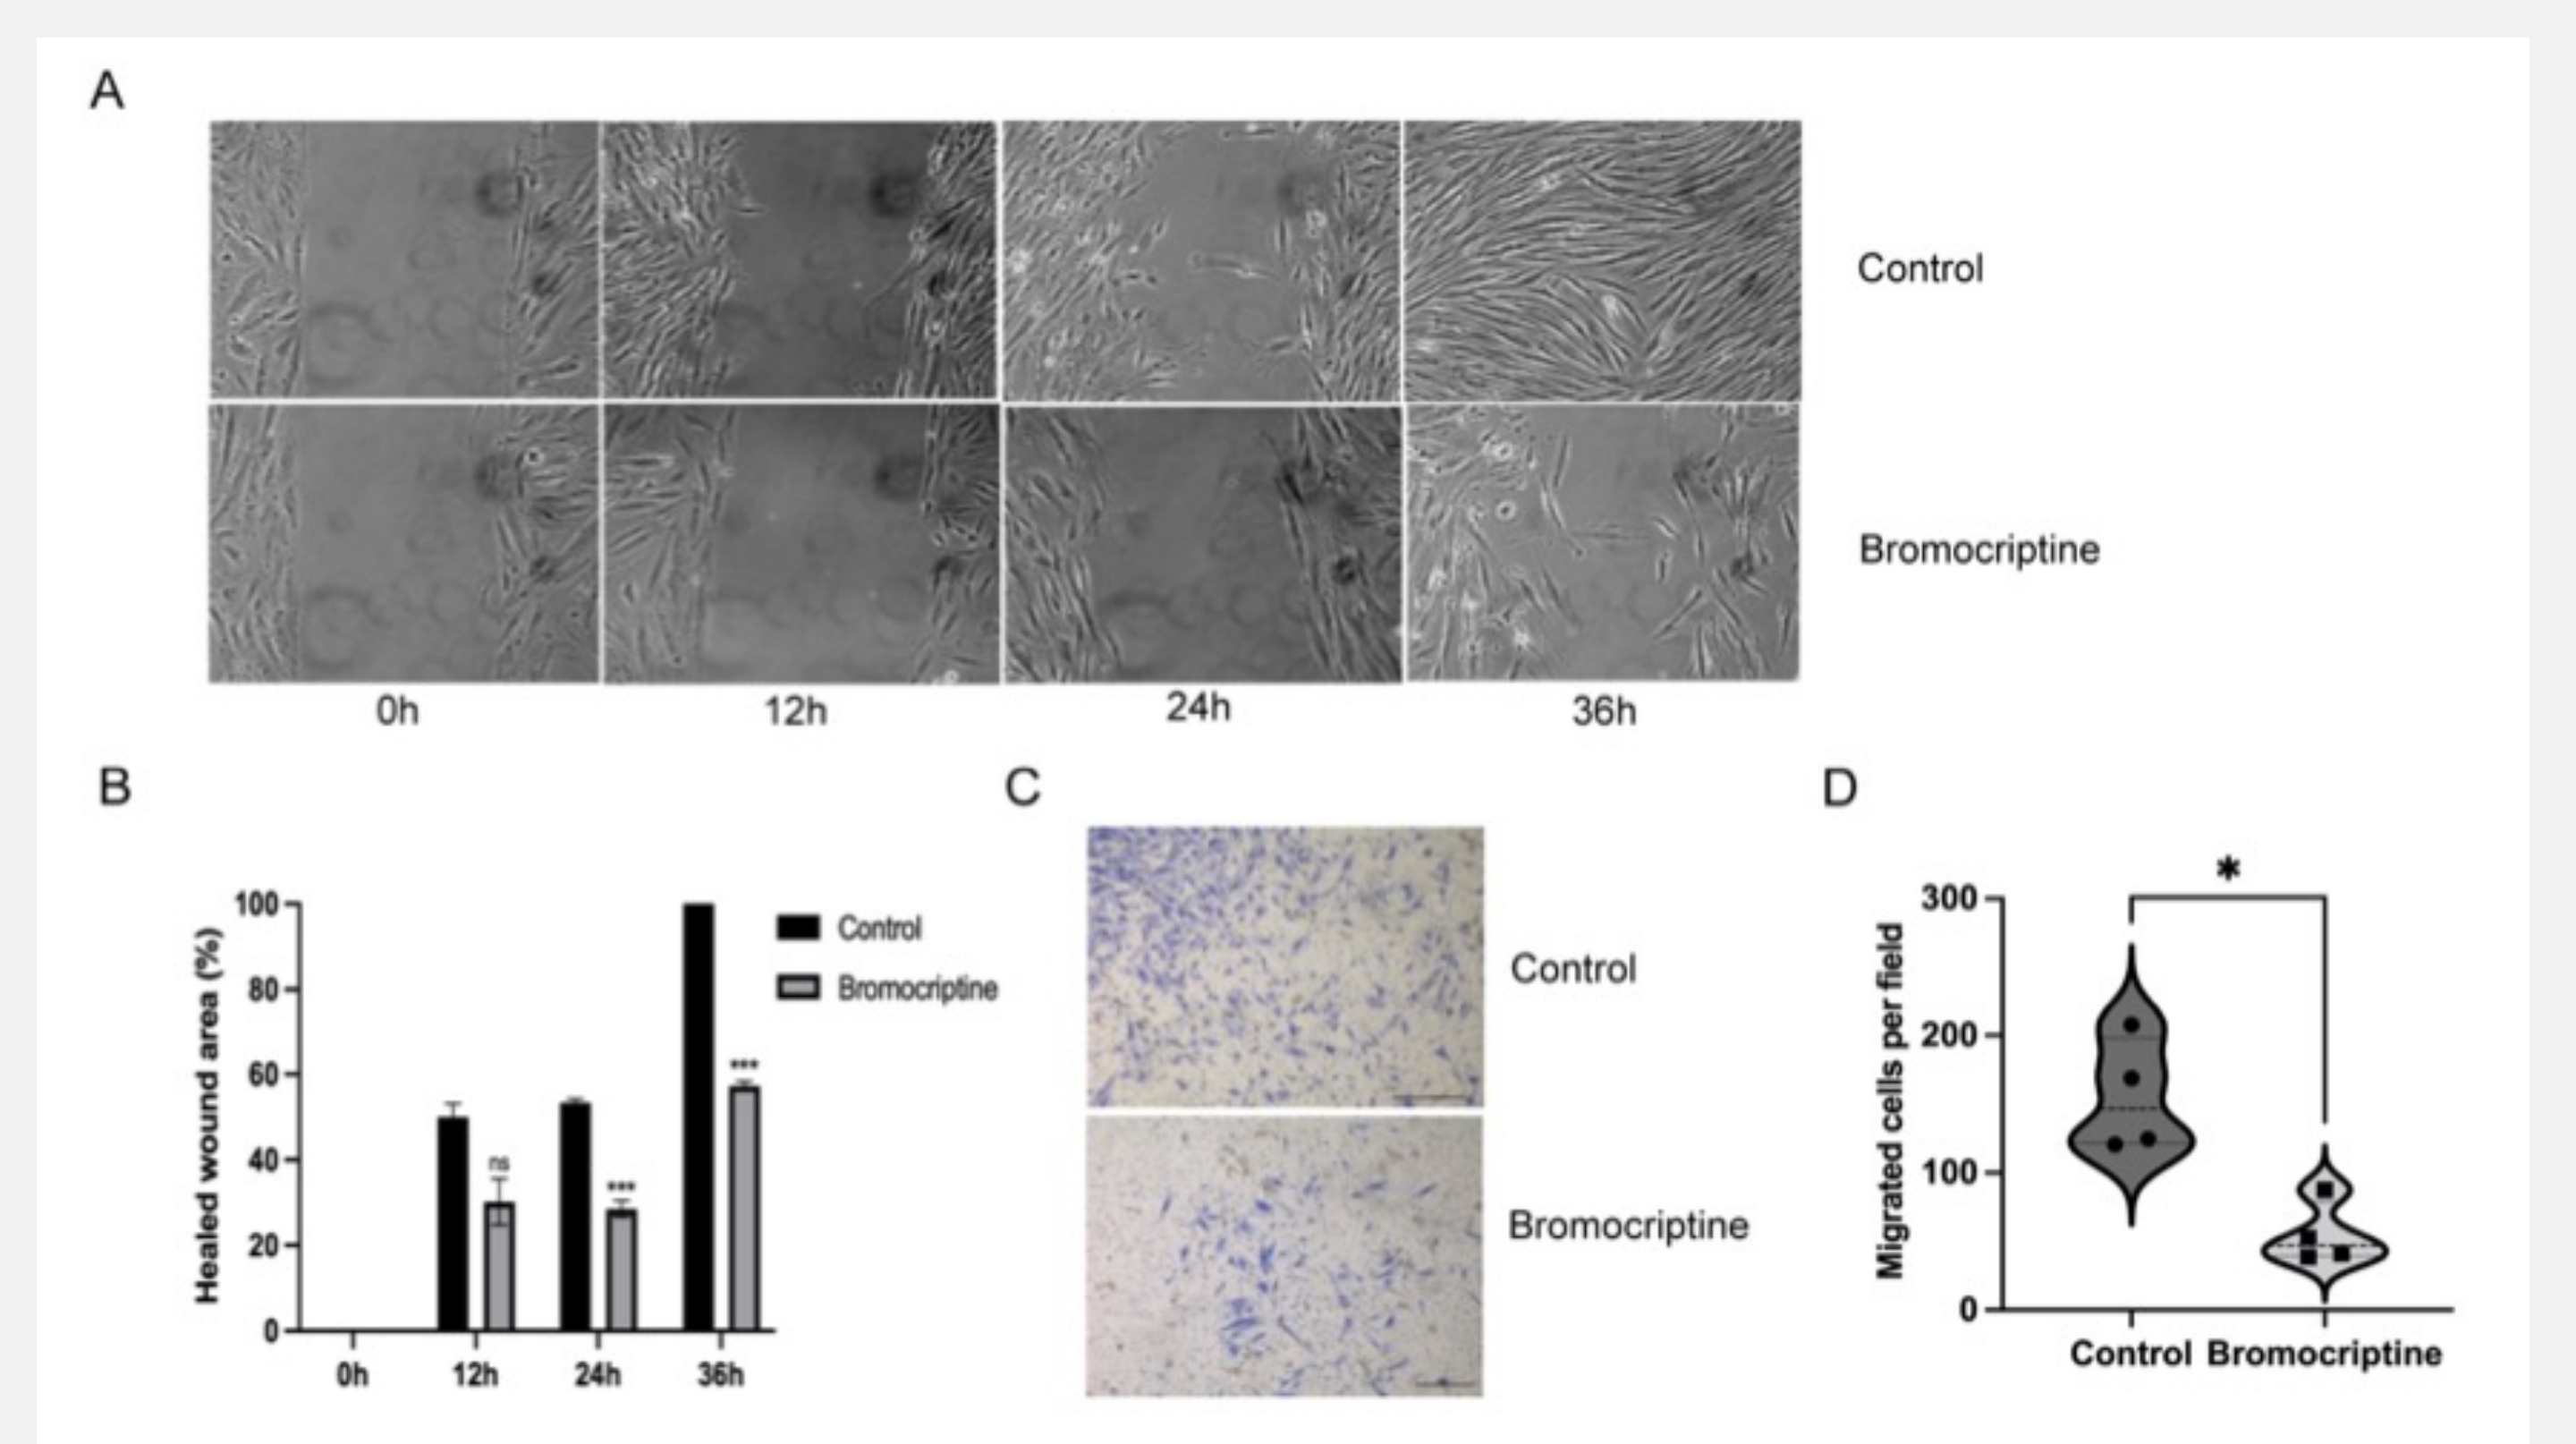 A
Control
Bromocriptine
0h 12h 24h 36h
B
Healed wound area (%)
100
80
60
40
20
0
ns
***
***
0h 12h 24h 36h
Control
Bromocriptine
C
Control
Bromocriptine
D
Migrated cells per field
300
200
100
0
*
Control Bromocriptine